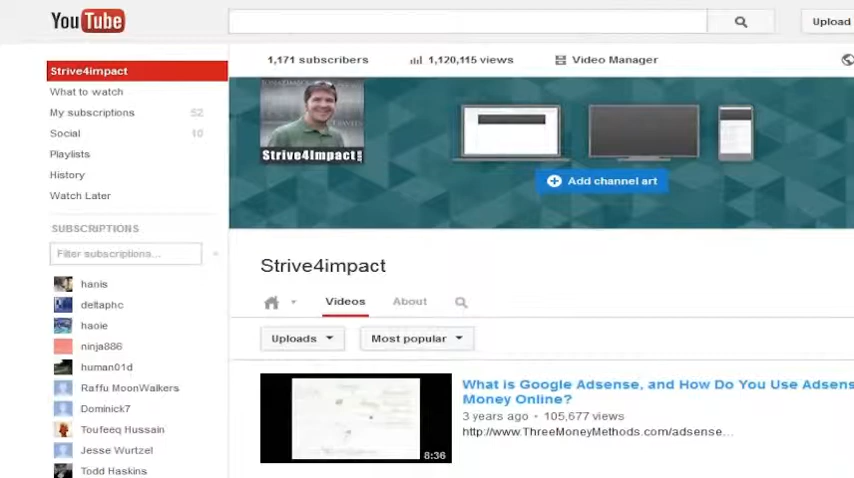 YouTube
Upload
Strive4impact
What to watch
My subscriptions 52
Social 10
Playlists
History
Watch Later
SUBSCRIPTIONS
Filter subscriptions...
hanis
deltaphc
haoie
ninja886
human01d
Raffu MoonWalkers
Dominick7
Toufeeq Hussain
Jesse Wurtzel
Todd Haskins
1,171 subscribers
1,120,115 views
Video Manager
Strive4Impact
Add channel art
Strive4impact
Videos
About
Uploads
Most popular
What is Google Adsense, and How Do You Use Adsens
Money Online?
3 years ago • 105,677 views
http://www.ThreeMoneyMethods.com/adsense...
8:36